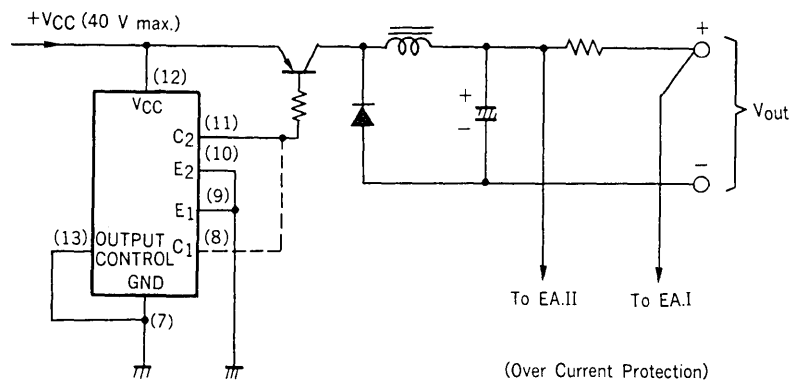 +VCC (40 V max.)
(12)
VCC
C2
(11)
(10)
E2
(9)
E1
(13)
OUTPUT
CONTROL
C1
(8)
GND
(7)
+
−
+
−
Vout
To EA.II
To EA.I
(Over Current Protection)